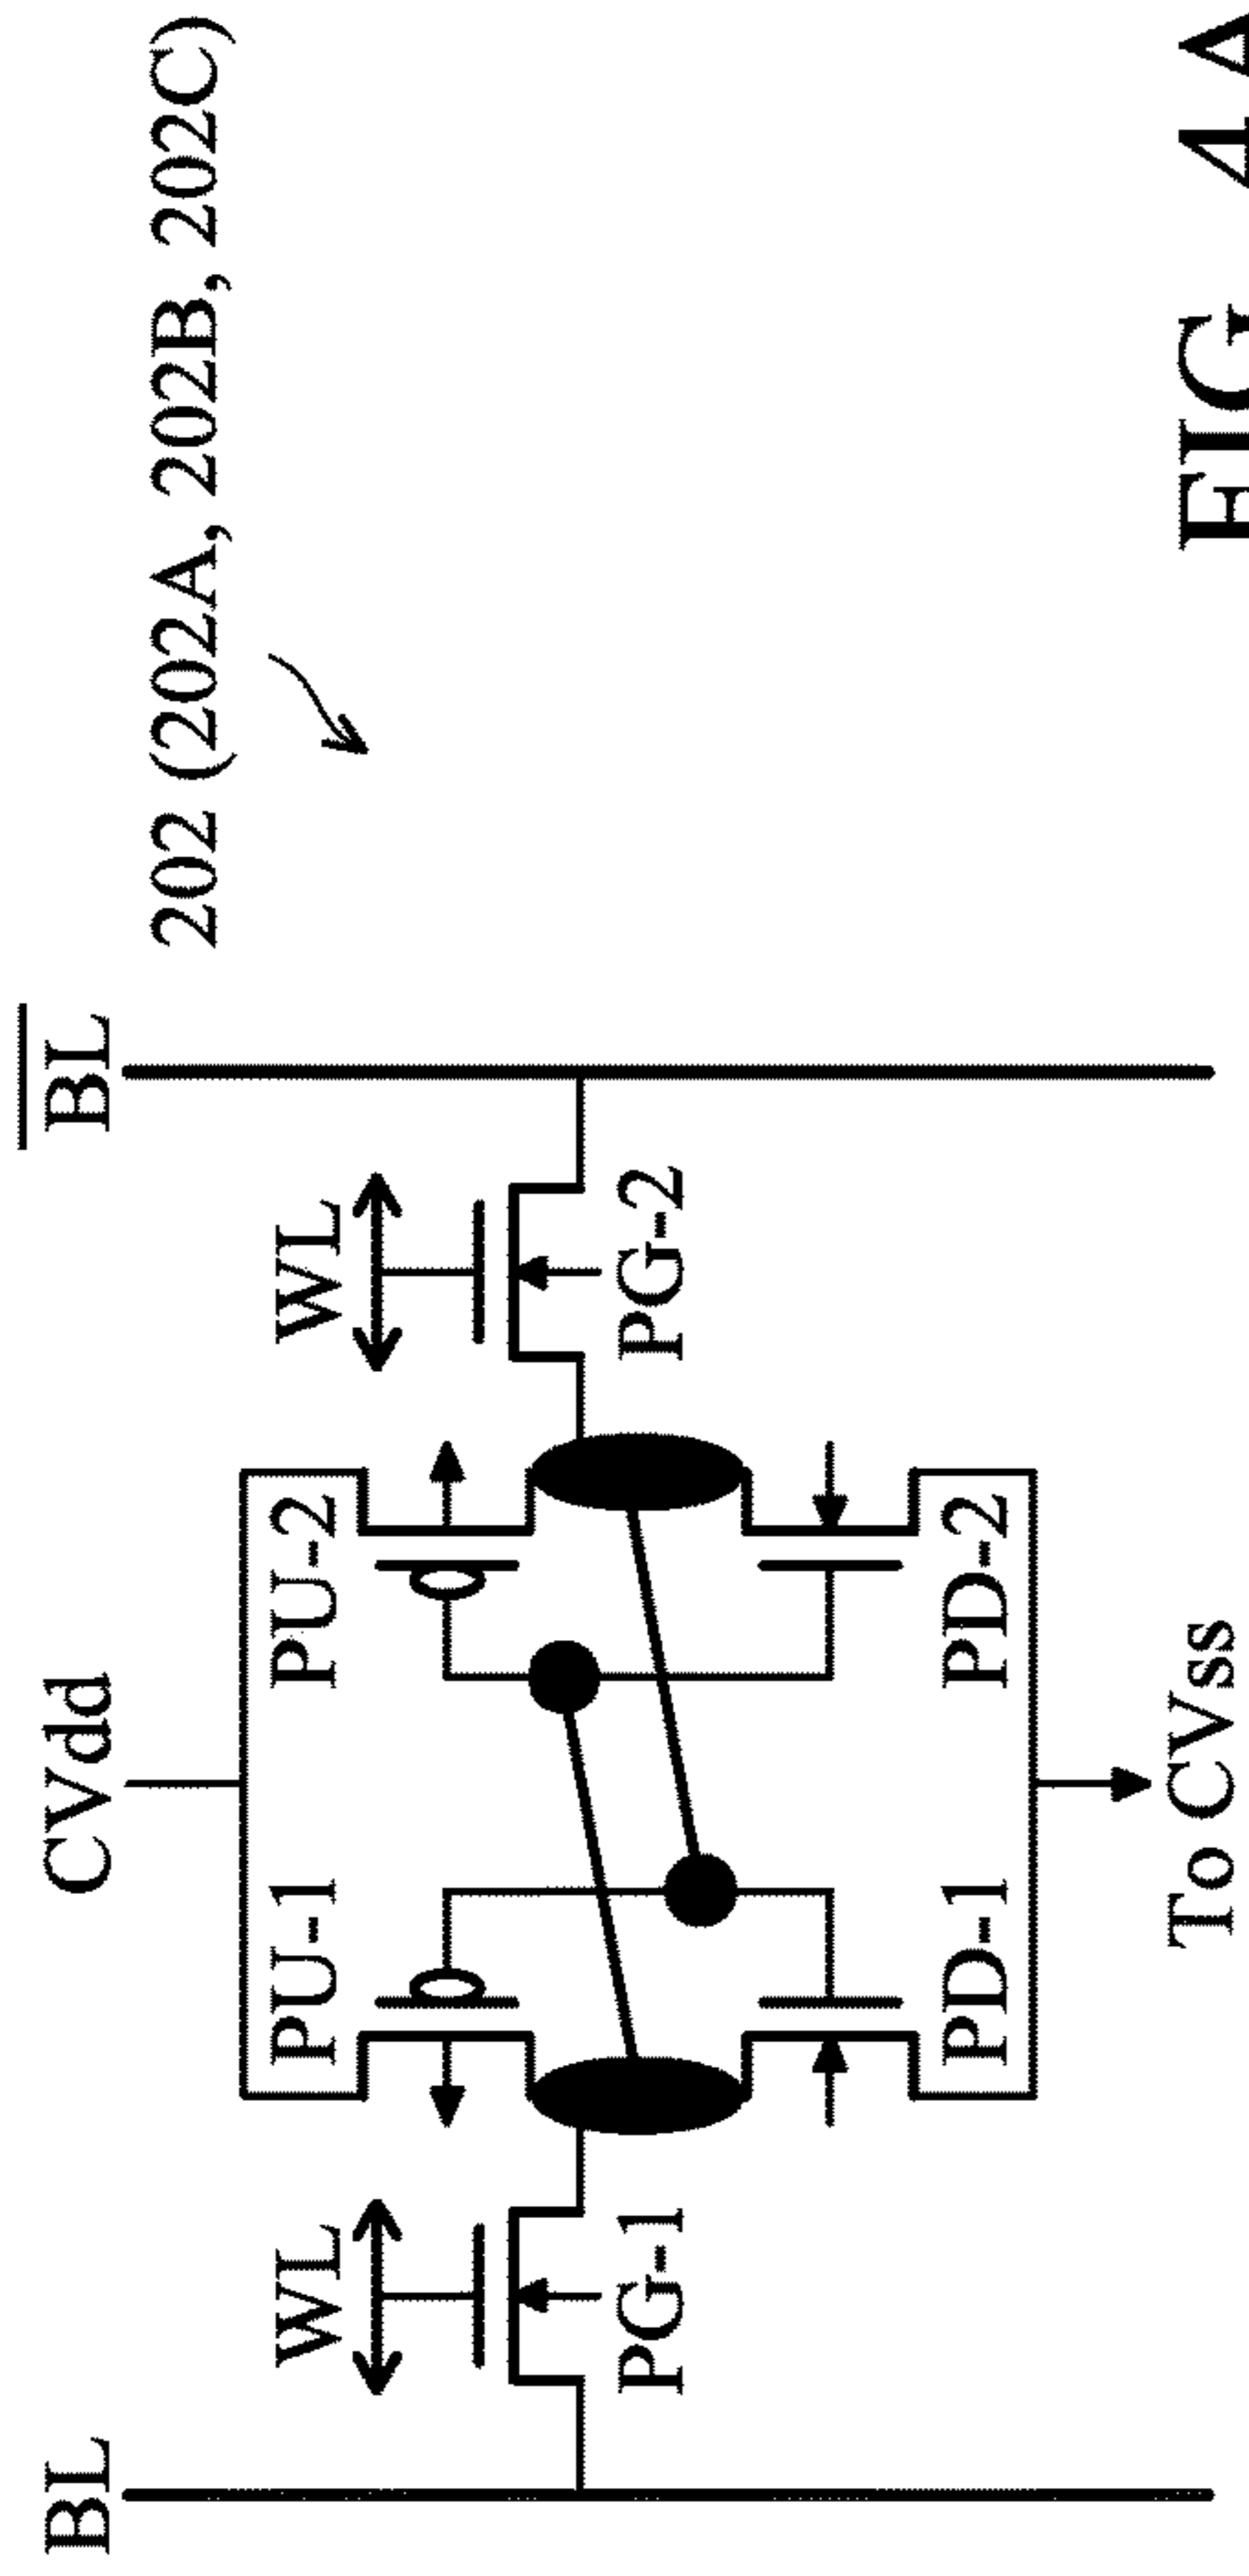 BL
CVdd
BL
202 (202A, 202B, 202C)
WL
PU-1
PU-2
WL
PG-1
PG-2
PD-1
PD-2
To CVss
FIG 4A